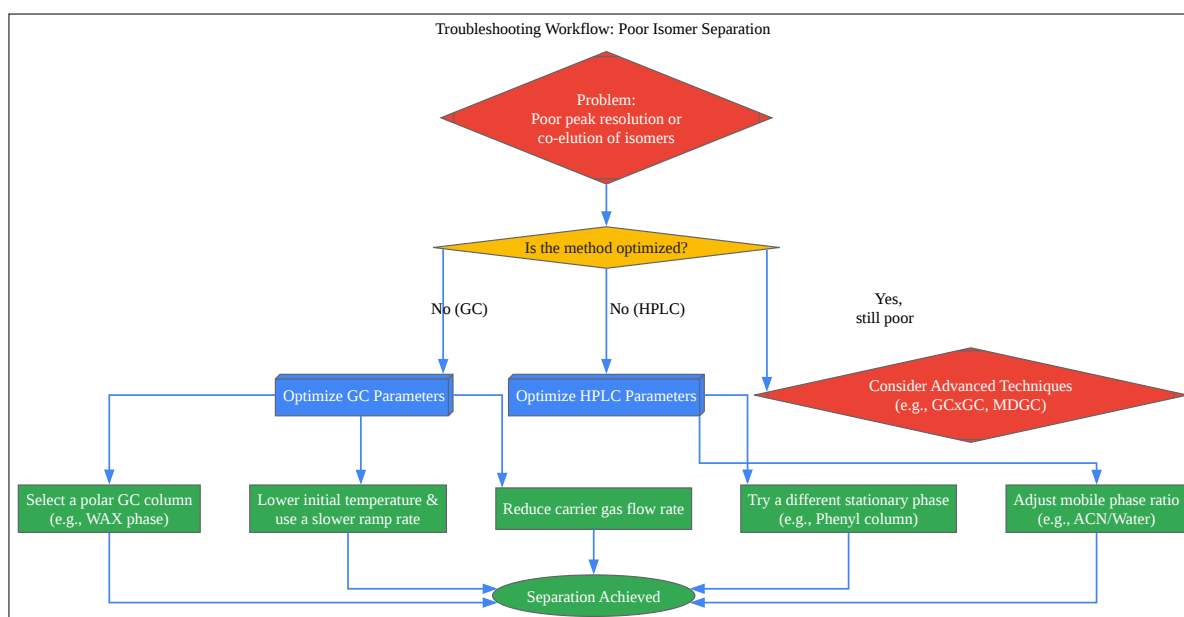 Troubleshooting Workflow: Poor Isomer Separation
Problem:
Poor peak resolution or
co-elution of isomers
Is the method optimized?
No (GC)
No (HPLC)
Yes,
still poor
Optimize GC Parameters
Optimize HPLC Parameters
Consider Advanced Techniques
(e.g., GCxGC, MDGC)
Select a polar GC column
(e.g., WAX phase)
Lower initial temperature &
use a slower ramp rate
Reduce carrier gas flow rate
Try a different stationary phase
(e.g., Phenyl column)
Adjust mobile phase ratio
(e.g., ACN/Water)
Separation Achieved